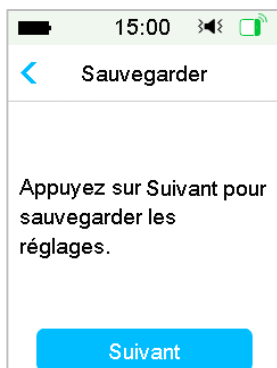 15:00
Sauvegarder
Appuyez sur Suivant pour
sauvegarder les
réglages.
Suivant